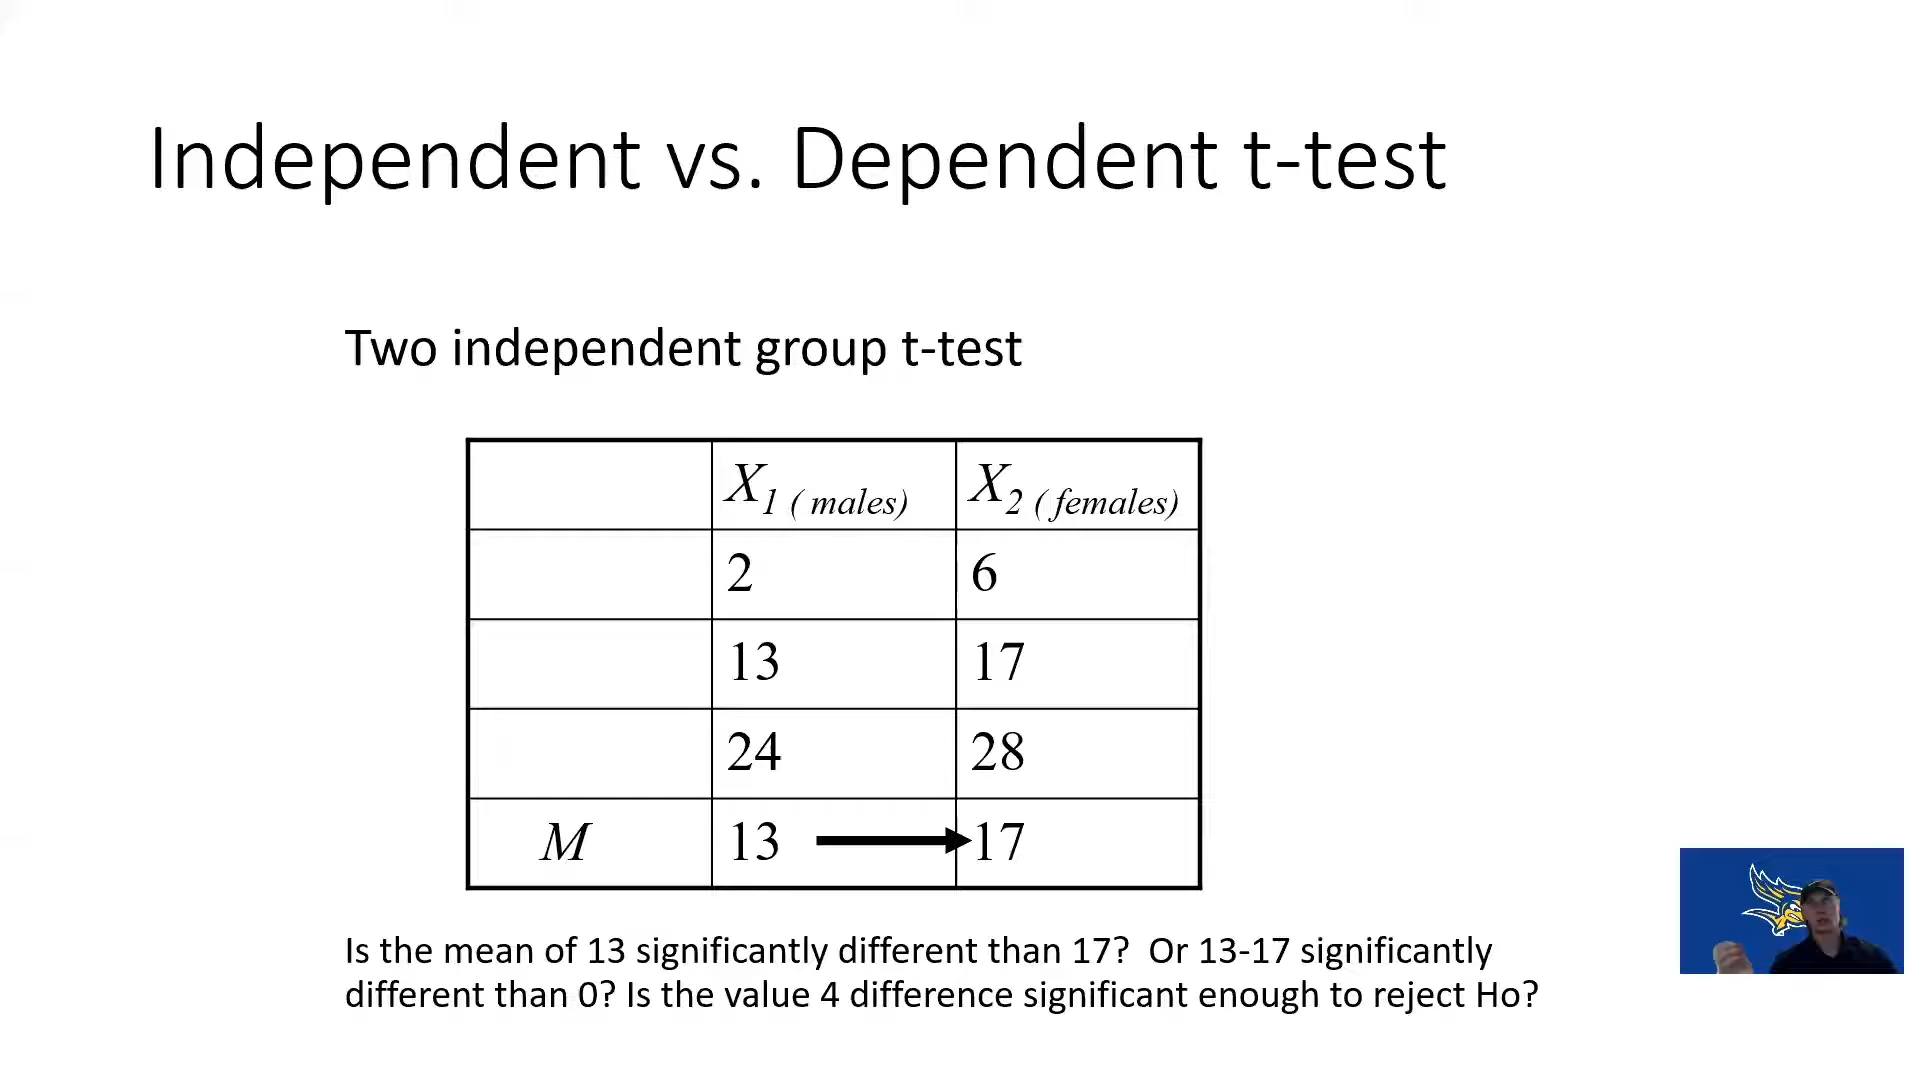 Independent vs. Dependent t-test
Two independent group t-test
X1 ( males) X2 ( females)
2 6
13 17
24 28
M 13 17
Is the mean of 13 significantly different than 17?  Or 13-17 significantly
different than 0? Is the value 4 difference significant enough to reject Ho?